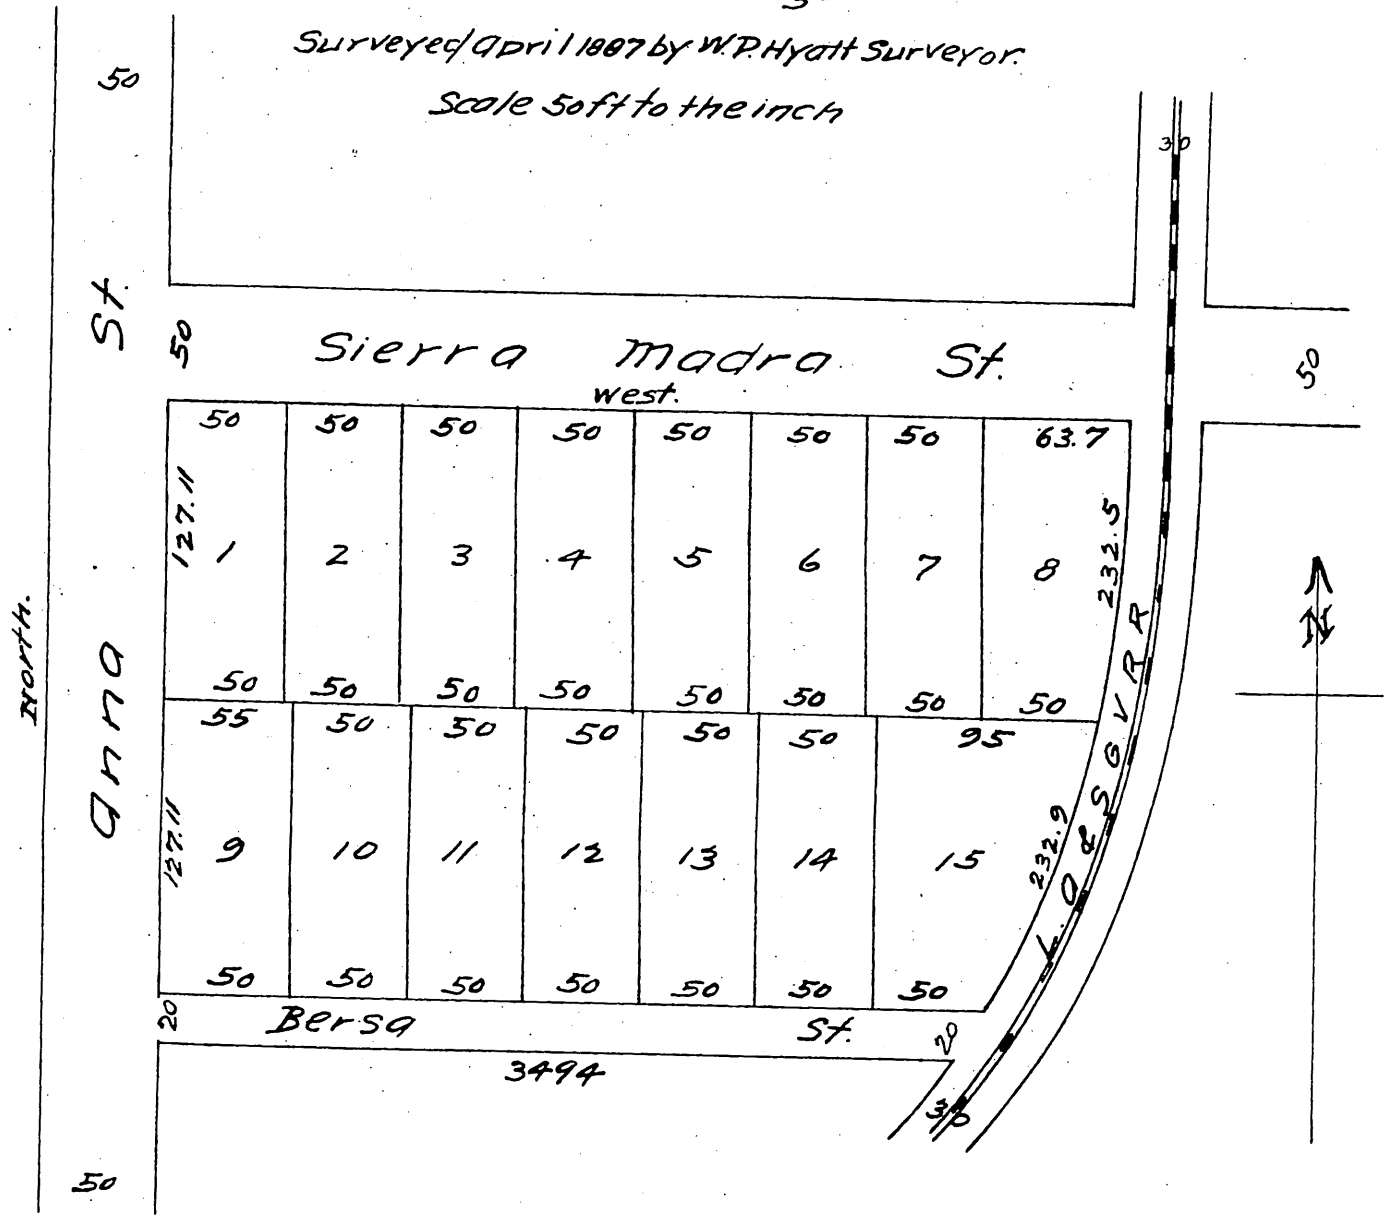 Surveyed april 1887 by W.P. Hyatt Surveyor.
Scale 50 ft to the inch
50
30
Sierra Madra St.
50
50
west.
50 50 50 50 50 50 50 63.7
127.11
232.5
1 2 3 4 5 6 7 8
50 50 50 50 50 50 50 50
55 50 50 50 50 50 95
127.11
232.9
9 10 11 12 13 14 15
50 50 50 50 50 50 50
20
Bersa St.
20
3494
30
50
North.
Anna St.
L.A & S G V R R
N